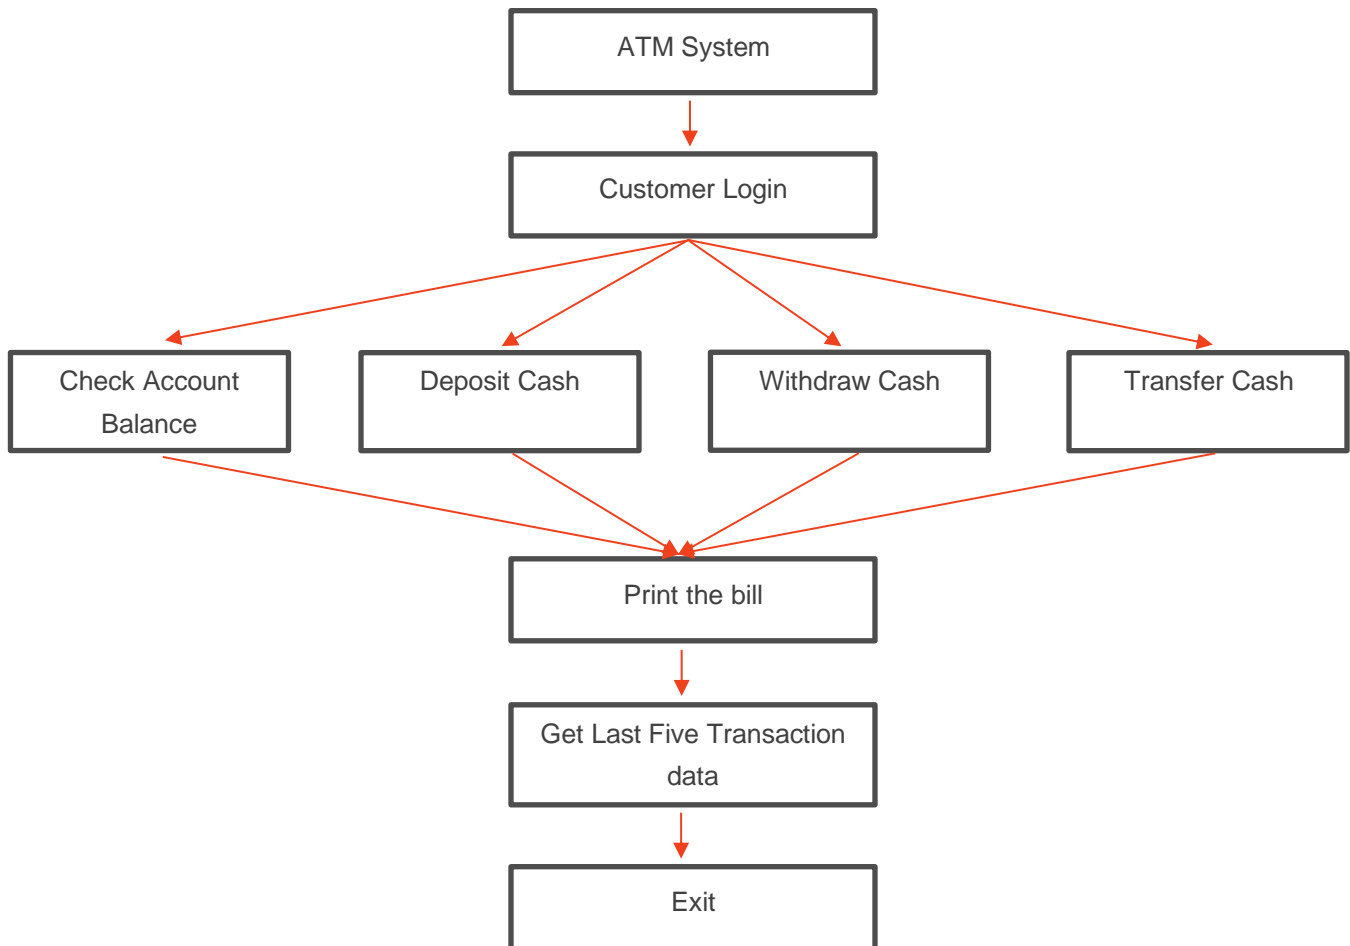 ATM System
Customer Login
Check Account
Balance
Deposit Cash
Withdraw Cash
Transfer Cash
Print the bill
Get Last Five Transaction
data
Exit